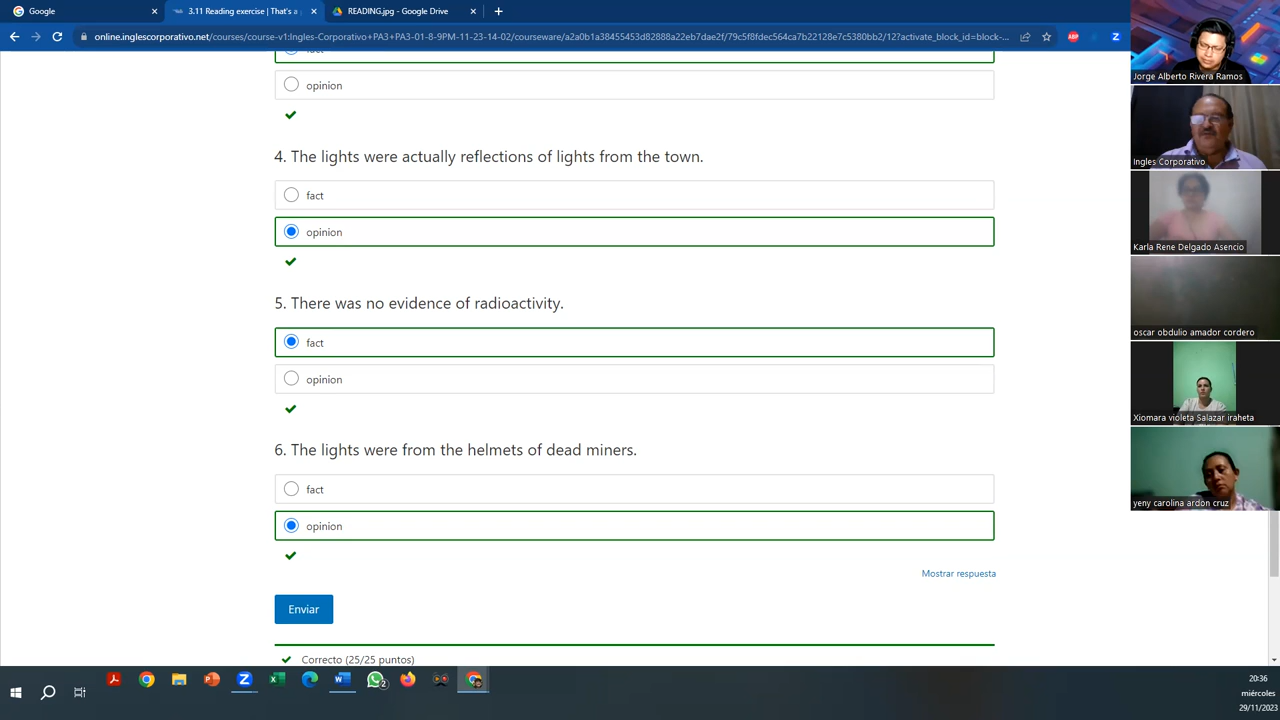 Google
3.11 Reading exercise | That's a
READING.jpg - Google Drive
online.inglescorporativo.net/courses/course-v1:Ingles-Corporativo+PA3+PA3-01-8-9PM-11-23-14-02/courseware/a2a0b1a38455453d82888a22eb7dae2f/79c5f8fdec564ca7b22128e7c5380bb2/12?activate_block_id=block-...
ABP
Jorge Alberto Rivera Ramos
fact
opinion
4. The lights were actually reflections of lights from the town.
fact
opinion
5. There was no evidence of radioactivity.
fact
opinion
6. The lights were from the helmets of dead miners.
fact
opinion
Mostrar respuesta
Enviar
Correcto (25/25 puntos)
Ingles Corporativo
Karla Rene Delgado Asencio
oscar obdulio amador cordero
Xiomara violeta Salazar iraheta
yeny carolina ardon cruz
2
20:36
miércoles
29/11/2023